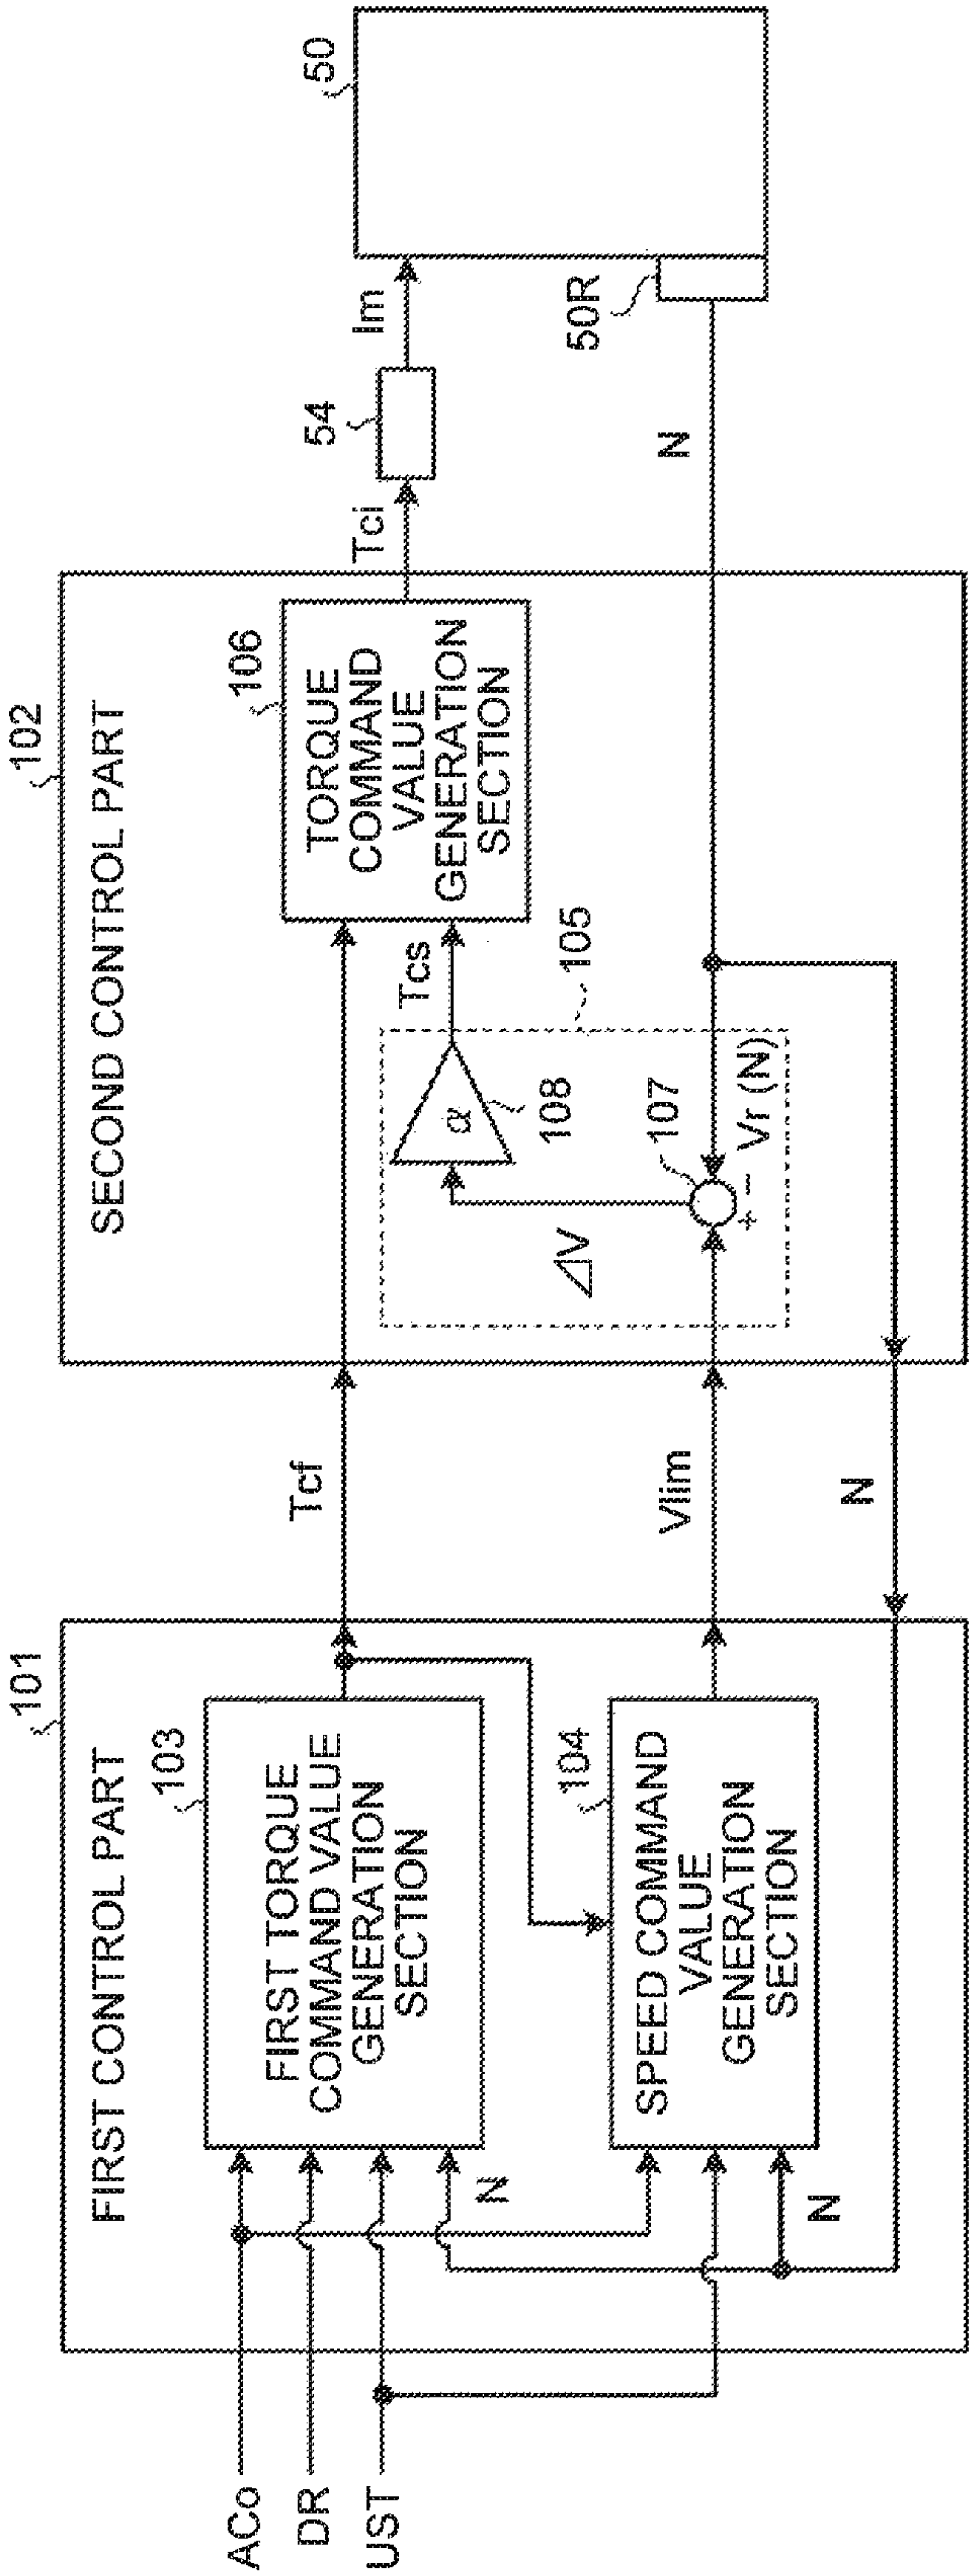 ACo
DR
UST
101
FIRST CONTROL PART
103
FIRST TORQUE
COMMAND VALUE
GENERATION
SECTION
N
104
SPEED COMMAND
VALUE
GENERATION
SECTION
N
Tcf
Vlim
N
102
SECOND CONTROL PART
105
ΔV
α
108
107
+ −
Vr (N)
Tcs
106
TORQUE
COMMAND
VALUE
GENERATION
SECTION
Tci
54
Im
N
50R
50